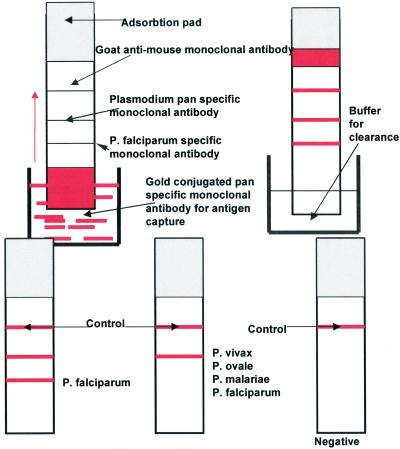 Adsorbtion pad
Goat anti-mouse monoclonal antibody
Plasmodium pan specific
monoclonal antibody
P. falciparum specific
monoclonal antibody
Gold conjugated pan
specific monoclonal
antibody for antigen
capture
Buffer
for
clearance
Control
P. falciparum
P. vivax
P. ovale
P. malariae
P. falciparum
Control
Negative